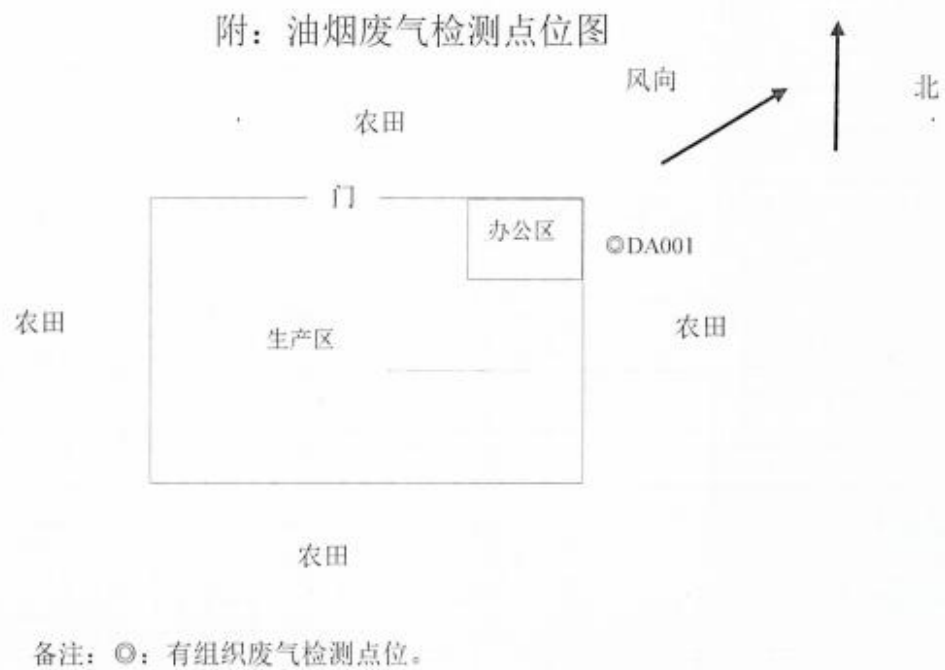 附：油烟废气检测点位图
风向
北
农田
门
办公区
◎DA001
农田
生产区
农田
农田
备注：◎：有组织废气检测点位。